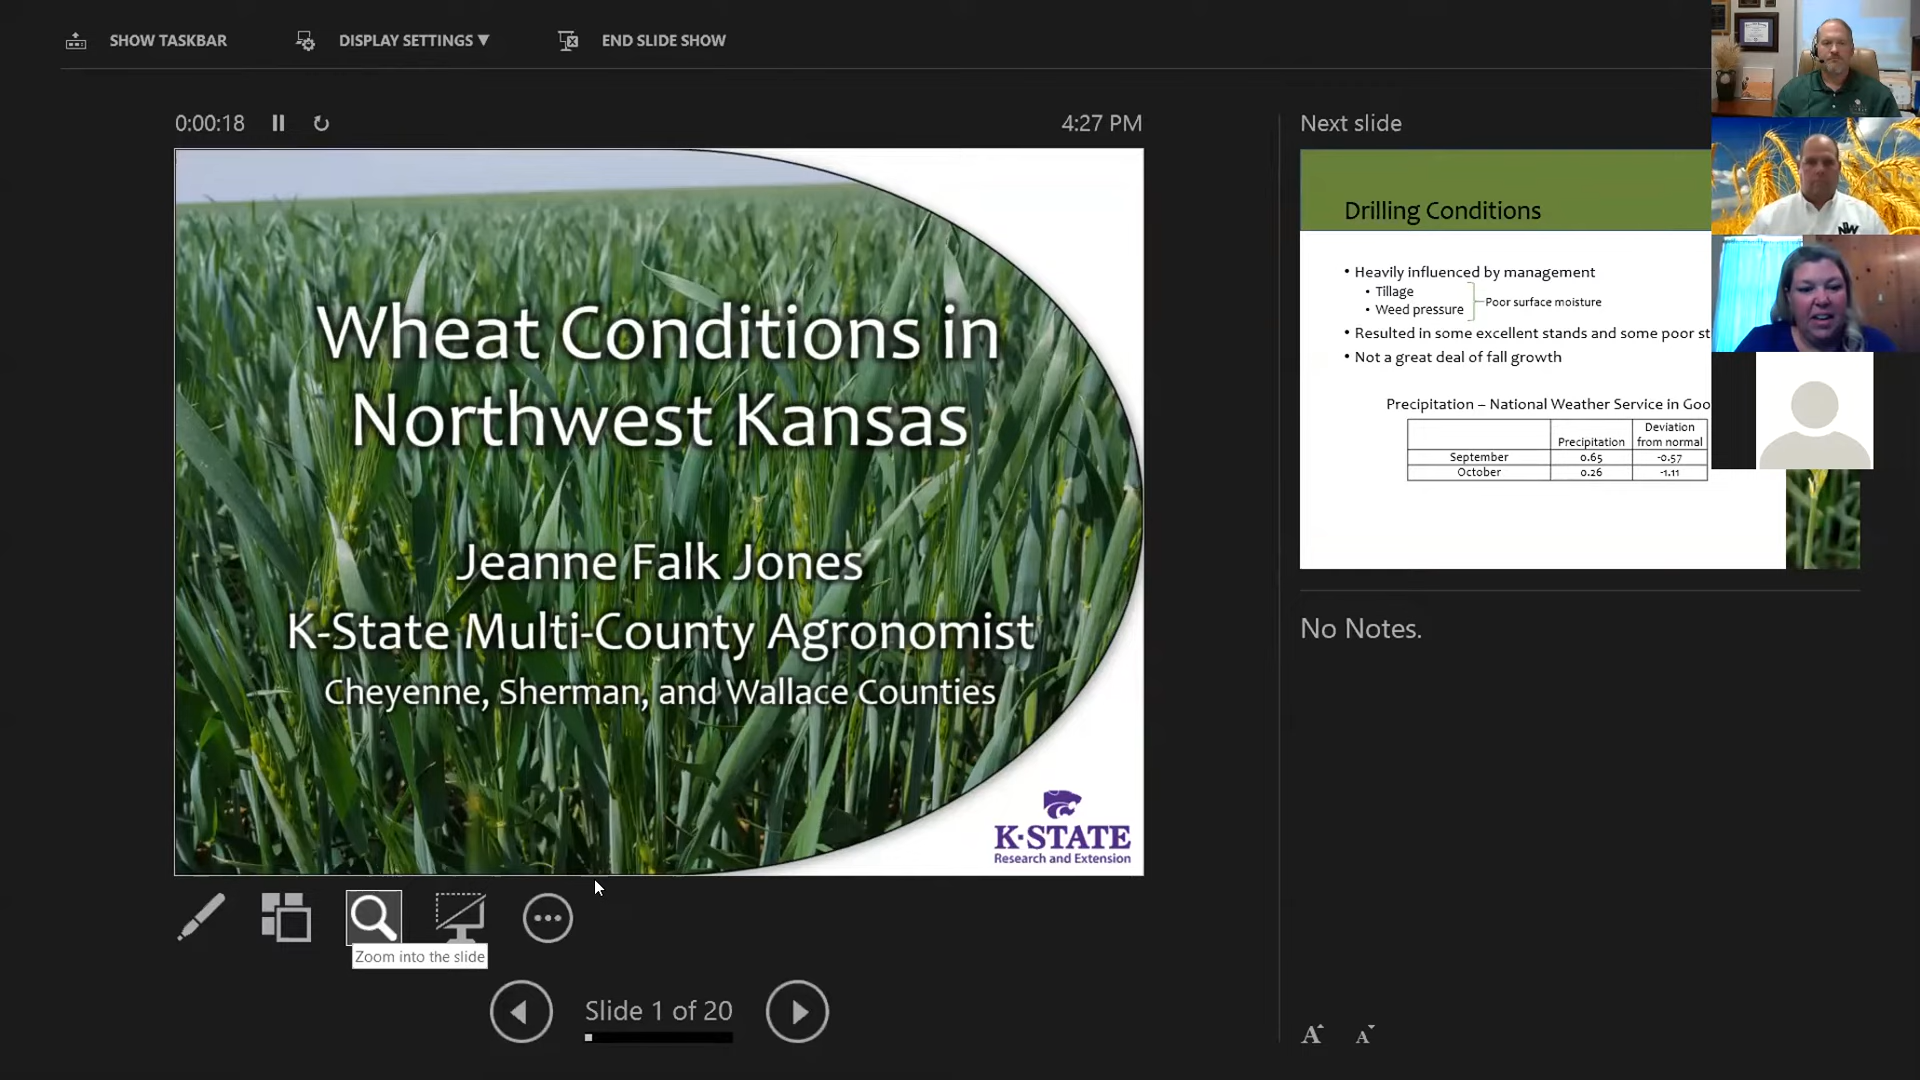 SHOW TASKBAR
DISPLAY SETTINGS ▼
END SLIDE SHOW
0:00:18
4:27 PM
Wheat Conditions in
Northwest Kansas
Jeanne Falk Jones
K-State Multi-County Agronomist
Cheyenne, Sherman, and Wallace Counties
K-STATE
Research and Extension
Zoom into the slide
Slide 1 of 20
Next slide
Drilling Conditions
• Heavily influenced by management
• Tillage
• Weed pressure
Poor surface moisture
• Resulted in some excellent stands and some poor st
• Not a great deal of fall growth
Precipitation – National Weather Service in Goo
Precipitation Deviation from normal
September 0.65 -0.57
October 0.26 -1.11
No Notes.
A A
NW